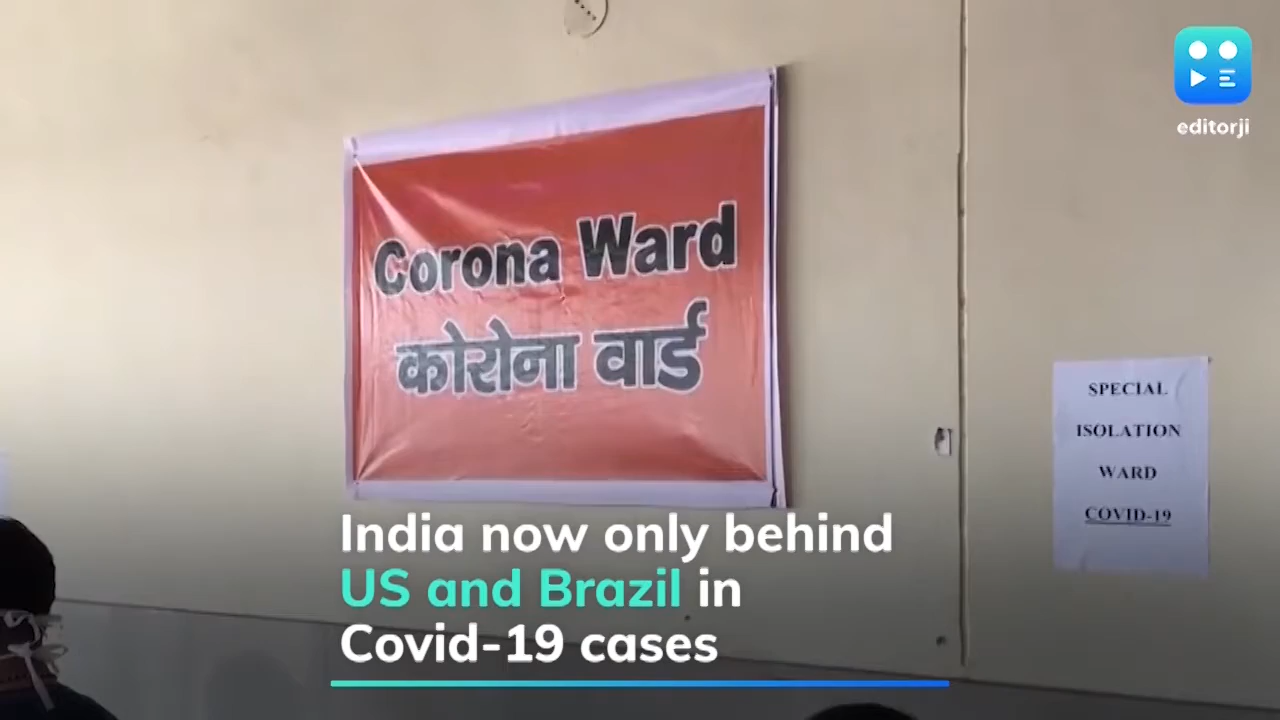 editorji
Corona Ward
कोरोना वार्ड
SPECIAL
ISOLATION
WARD
COVID-19
India now only behind
US and Brazil in
Covid-19 cases